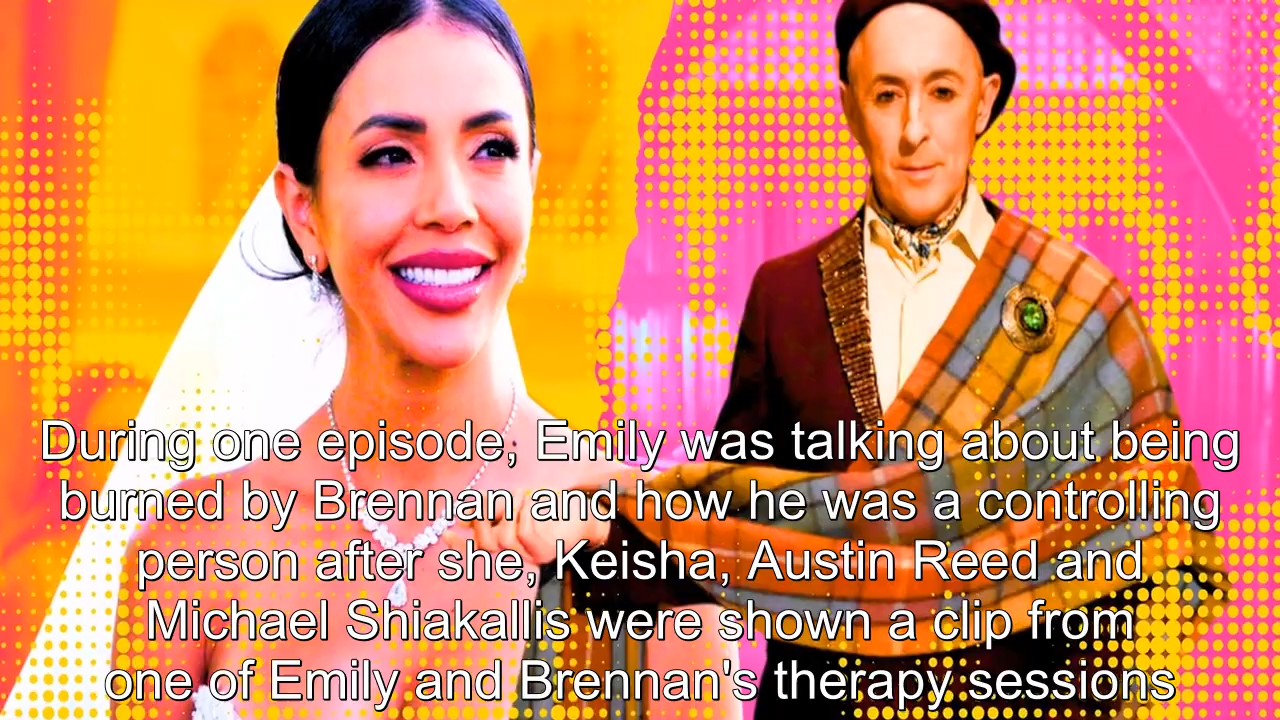 During one episode, Emily was talking about being
burned by Brennan and how he was a controlling
person after she, Keisha, Austin Reed and
Michael Shiakallis were shown a clip from
one of Emily and Brennan's therapy sessions